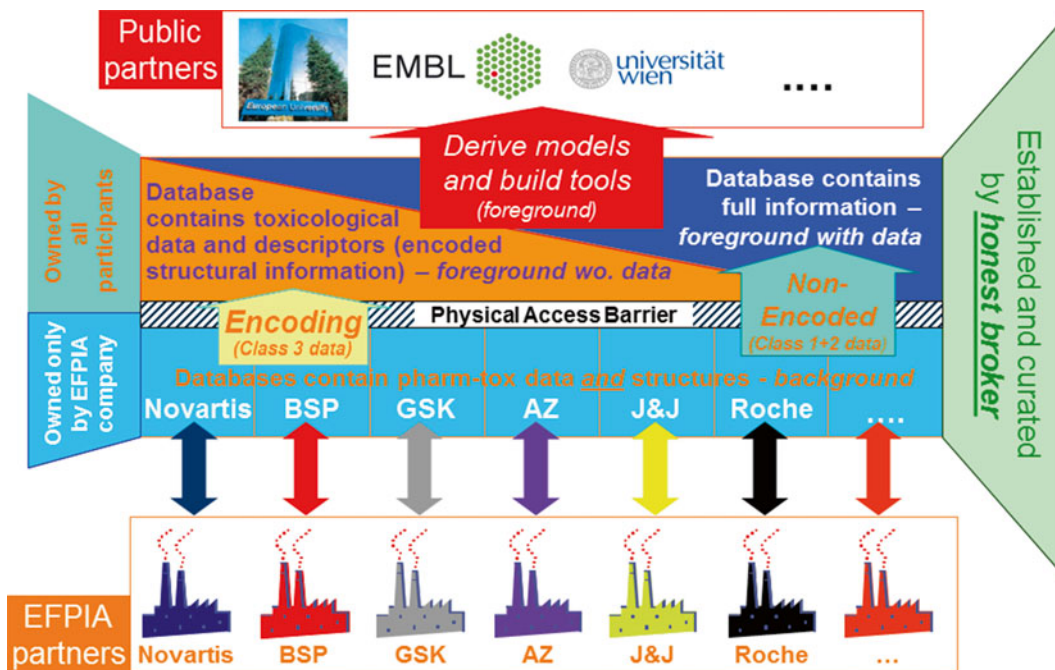 Public
partners
European University
EMBL
universität
wien
....
Derive models
and build tools
(foreground)
Owned by
all
participants
Database
contains toxicological
data and descriptors (encoded
structural information) – foreground wo. data
Database contains
full information –
foreground with data
Established and curated
by honest broker
Encoding
(Class 3 data)
Physical Access Barrier
Non-
Encoded
(Class 1+2 data)
Owned only
by EFPIA
company
Databases contain pharm-tox data and structures - background
Novartis
BSP
GSK
AZ
J&J
Roche
....
EFPIA
partners
Novartis
BSP
GSK
AZ
J&J
Roche
...